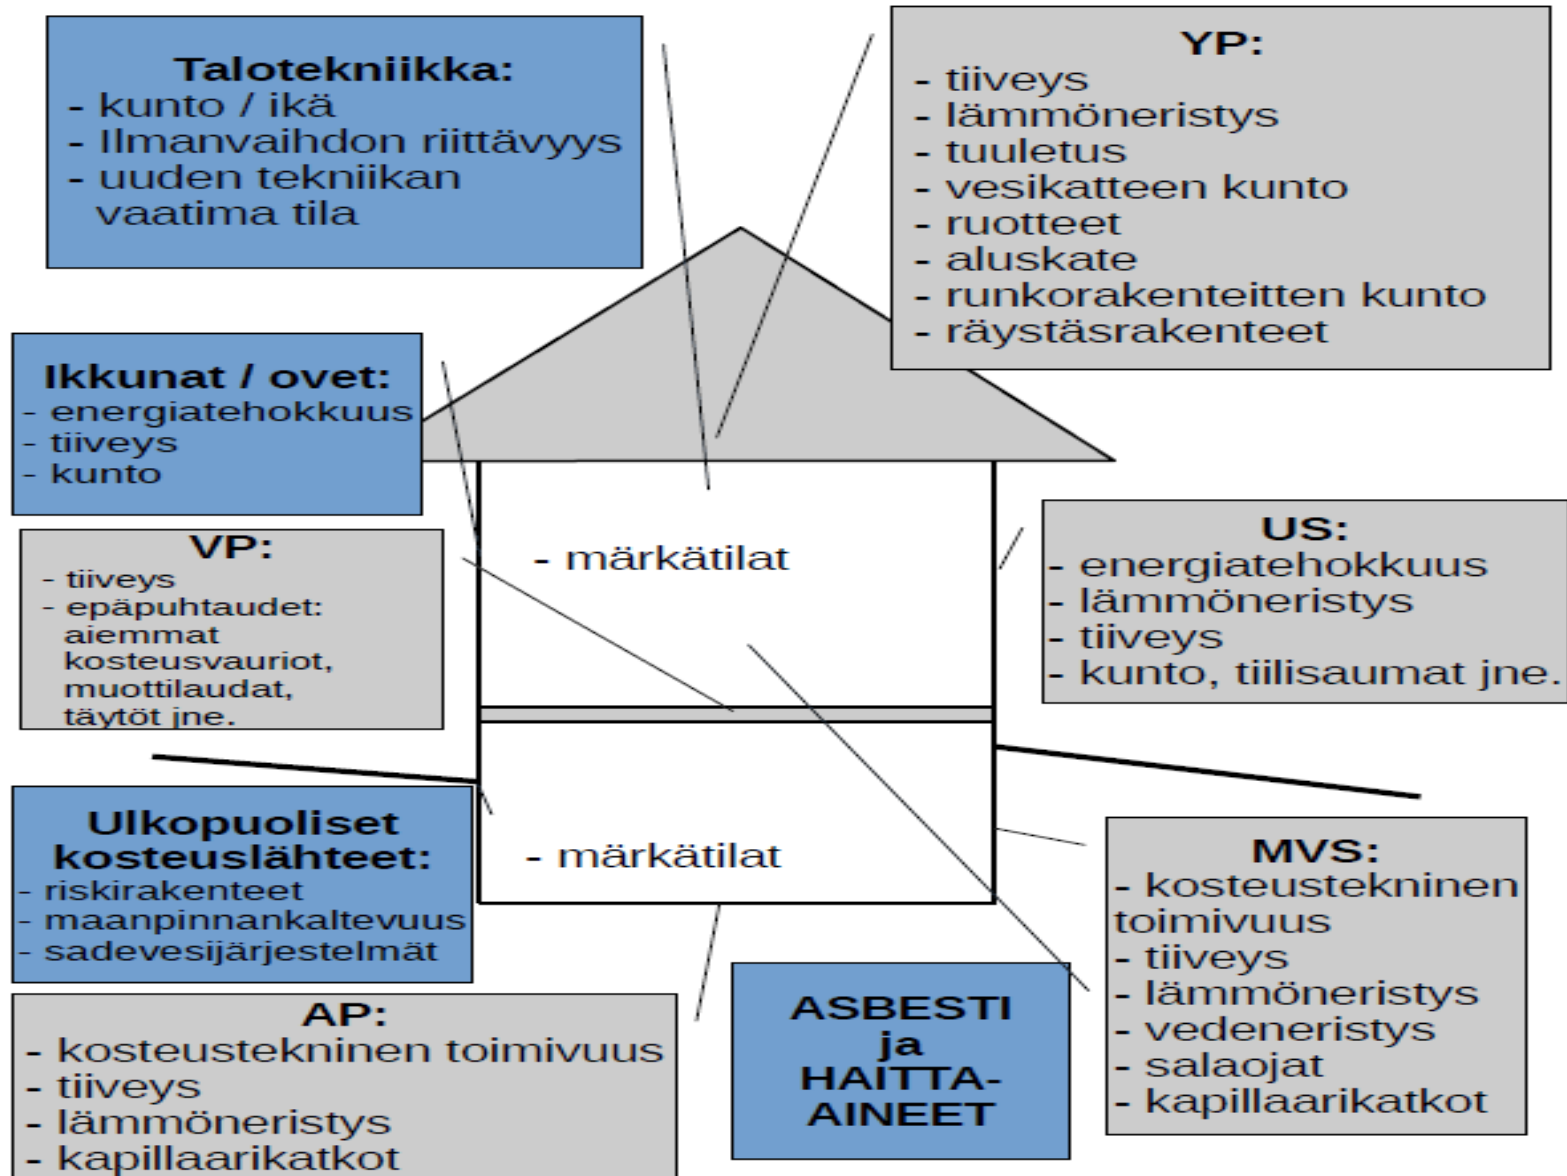 Talotekniikka:
- kunto / ikä
- Ilmanvaihdon riittävyys
- uuden tekniikan
vaatima tila
YP:
- tiiveys
- lämmöneristys
- tuuletus
- vesikatteen kunto
- ruotteet
- aluskate
- runkorakenteitten kunto
- räystäsrakenteet
Ikkunat / ovet:
- energiatehokkuus
- tiiveys
- kunto
VP:
- tiiveys
- epäpuhtaudet:
aiemmat
kosteusvauriot,
muottilaudat,
täytöt jne.
- märkätilat
US:
- energiatehokkuus
- lämmöneristys
- tiiveys
- kunto, tiilisaumat jne.
Ulkopuoliset
kosteuslähteet:
- riskirakenteet
- maanpinnankaltevuus
- sadevesijärjestelmät
- märkätilat
MVS:
- kosteustekninen
toimivuus
- tiiveys
- lämmöneristys
- vedeneristys
- salaojat
- kapillaarikatkot
AP:
- kosteustekninen toimivuus
- tiiveys
- lämmöneristys
- kapillaarikatkot
ASBESTI
ja
HAITTA-
AINEET